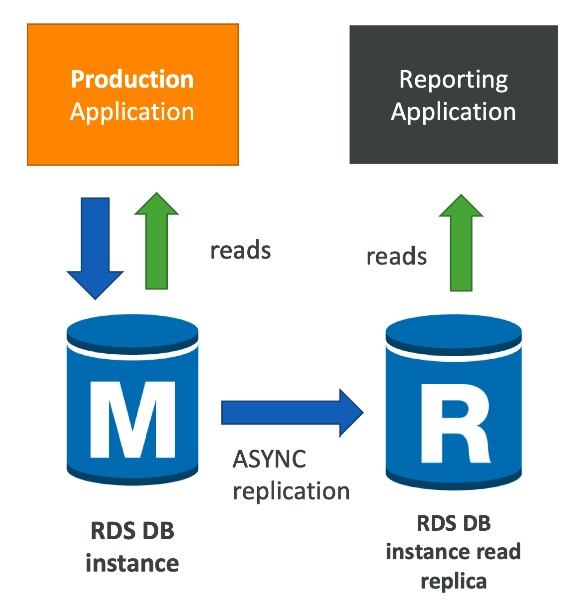 Production
Application
Reporting
Application
reads
reads
M
R
ASYNC
replication
RDS DB
instance
RDS DB
instance read
replica